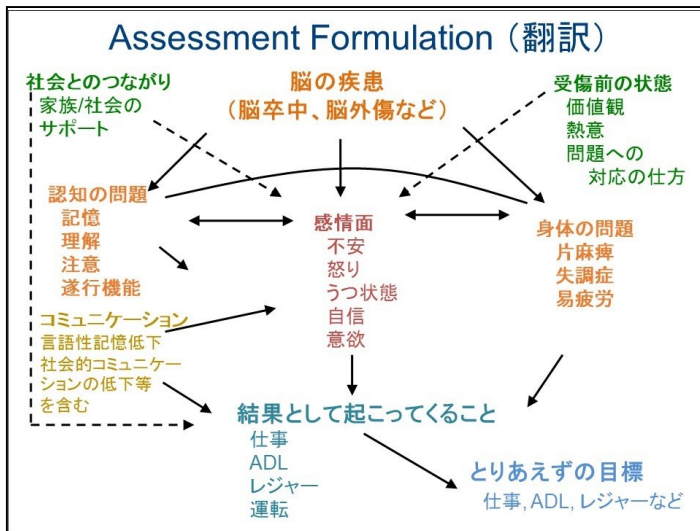 Assessment Formulation（翻訳）
社会とのつながり
家族/社会の
サポート
脳の疾患
（脳卒中、脳外傷など）
受傷前の状態
価値観
熱意
問題への
対応の仕方
認知の問題
記憶
理解
注意
遂行機能
感情面
不安
怒り
うつ状態
自信
意欲
身体の問題
片麻痺
失調症
易疲労
コミュニケーション
言語性記憶低下
社会的コミュニケー
ションの低下等
を含む
結果として起こってくること
仕事
ADL
レジャー
運転
とりあえずの目標
仕事, ADL, レジャーなど